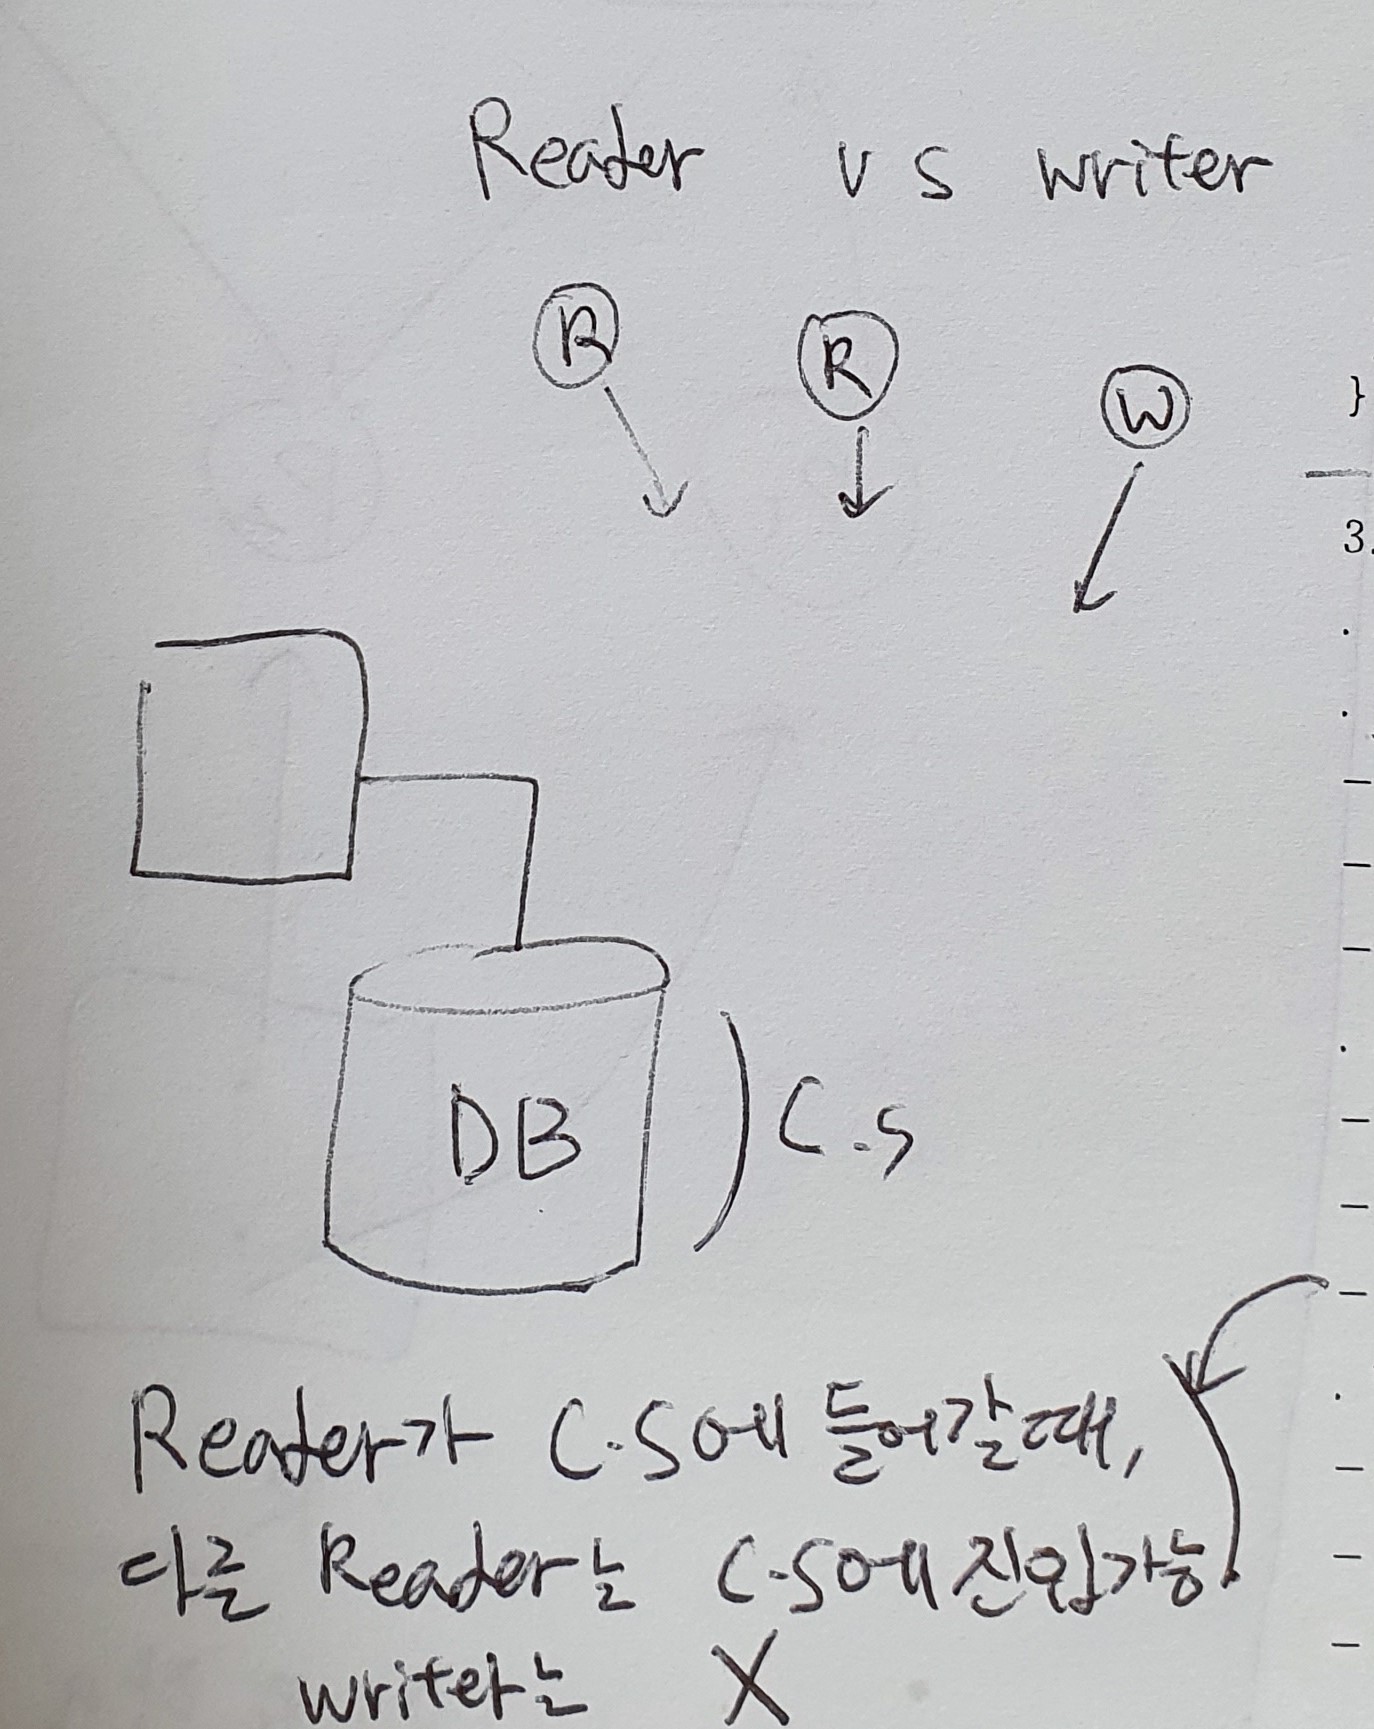 Reader vs writer
R R W
}
3.
DB
C.S
Reader가 C.S에 들어갈때,
다른 Reader는 C.S에 진입가능.
writer는 X